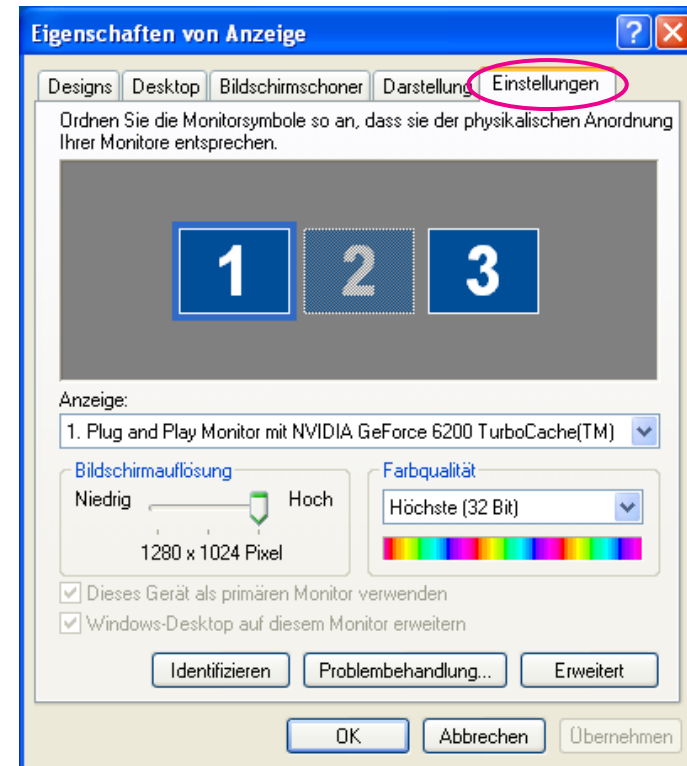 Eigenschaften von Anzeige
Designs Desktop Bildschirmschoner Darstellung Einstellungen
Ordnen Sie die Monitorsymbole so an, dass sie der physikalischen Anordnung
Ihrer Monitore entsprechen.
1 2 3
Anzeige:
1. Plug and Play Monitor mit NVIDIA GeForce 6200 TurboCache(TM)
Bildschirmauflösung
Niedrig Hoch
1280 x 1024 Pixel
Farbqualität
Höchste (32 Bit)
Dieses Gerät als primären Monitor verwenden
Windows-Desktop auf diesem Monitor erweitern
Identifizieren Problembehandlung... Erweitert
OK Abbrechen Übernehmen